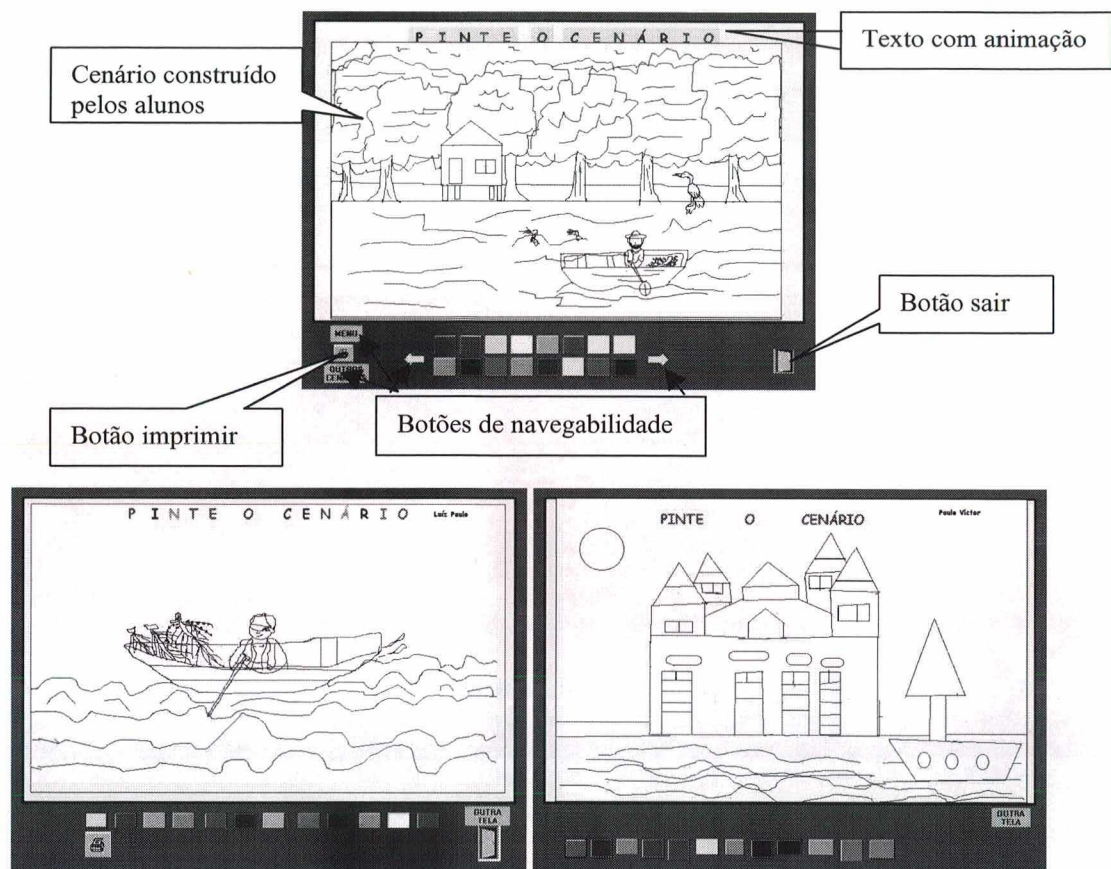 PINTE O CENÁRIO
Texto com animação
Cenário construído
pelos alunos
MENU
OUTROS
CENÁRIOS
Botão sair
Botão imprimir
Botões de navegabilidade
PINTE O CENÁRIO Luís Paulo
OUTRA
TELA
PINTE O CENÁRIO Paulo Victor
OUTRA
TELA